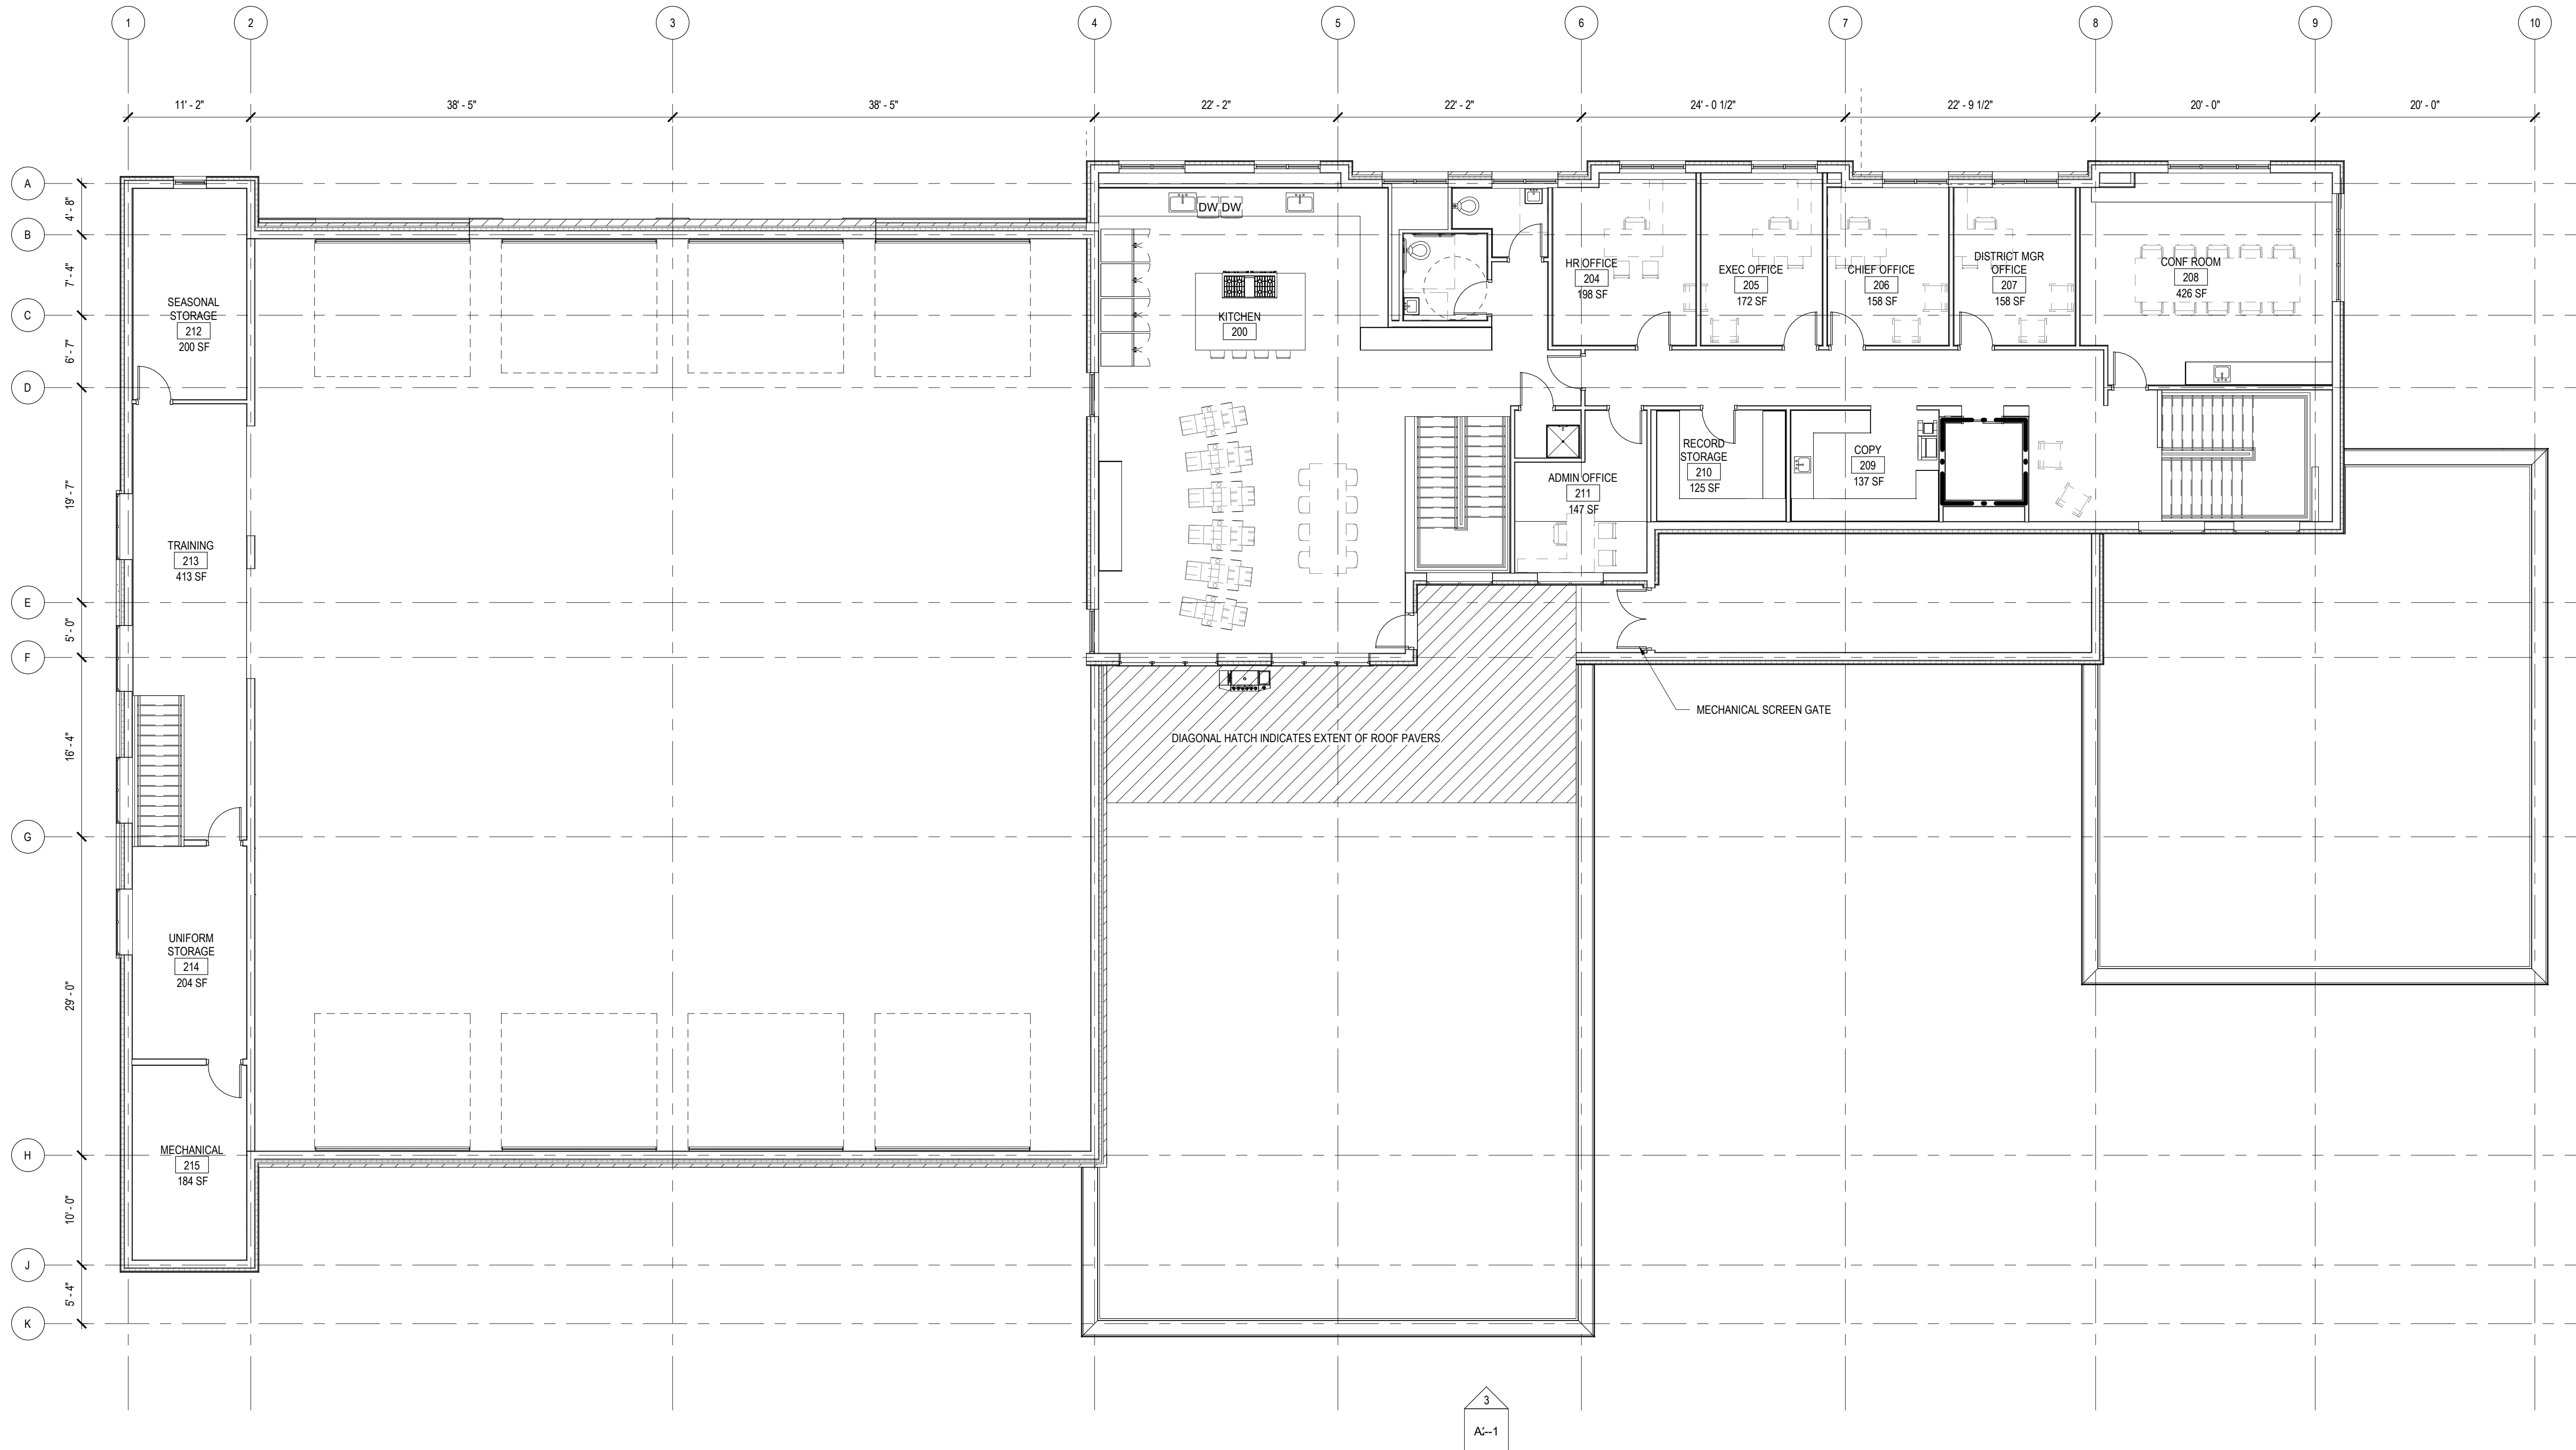 1
2
3
4
5
6
7
8
9
10
11' - 2"
38' - 5"
38' - 5"
22' - 2"
22' - 2"
24' - 0 1/2"
22' - 9 1/2"
20' - 0"
20' - 0"
A
4' - 8"
B
7' - 4"
C
6' - 7"
D
19' - 7"
E
5' - 0"
F
16' - 4"
G
29' - 0"
H
10' - 0"
J
5' - 4"
K
SEASONAL
STORAGE
212
200 SF
TRAINING
213
413 SF
UNIFORM
STORAGE
214
204 SF
MECHANICAL
215
184 SF
DW DW
KITCHEN
200
HR OFFICE
204
198 SF
EXEC OFFICE
205
172 SF
CHIEF OFFICE
206
158 SF
DISTRICT MGR
OFFICE
207
158 SF
CONF ROOM
208
426 SF
ADMIN OFFICE
211
147 SF
RECORD
STORAGE
210
125 SF
COPY
209
137 SF
MECHANICAL SCREEN GATE
DIAGONAL HATCH INDICATES EXTENT OF ROOF PAVERS
3